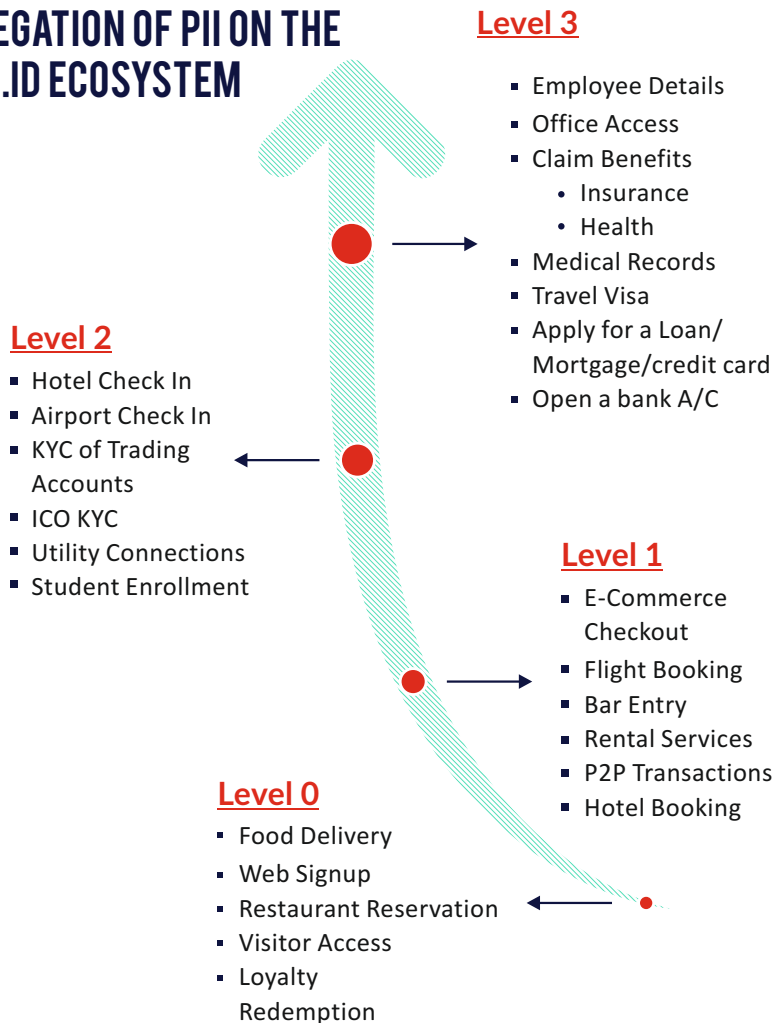 EGATION OF PII ON THE
.ID ECOSYSTEM
Level 3
▪ Employee Details
▪ Office Access
▪ Claim Benefits
• Insurance
• Health
▪ Medical Records
▪ Travel Visa
▪ Apply for a Loan/
Mortgage/credit card
▪ Open a bank A/C
Level 2
▪ Hotel Check In
▪ Airport Check In
▪ KYC of Trading
Accounts
▪ ICO KYC
▪ Utility Connections
▪ Student Enrollment
Level 1
▪ E-Commerce
Checkout
▪ Flight Booking
▪ Bar Entry
▪ Rental Services
▪ P2P Transactions
▪ Hotel Booking
Level 0
▪ Food Delivery
▪ Web Signup
▪ Restaurant Reservation
▪ Visitor Access
▪ Loyalty
Redemption